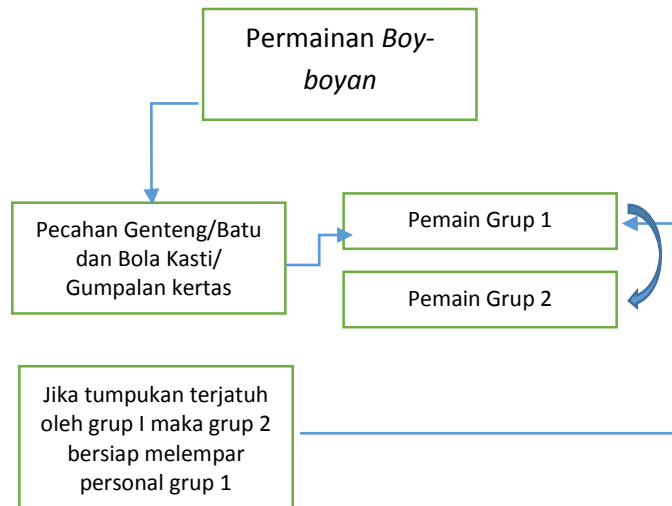 Permainan Boy-
boyan
Pecahan Genteng/Batu
dan Bola Kasti/
Gumpalan kertas
Pemain Grup 1
Pemain Grup 2
Jika tumpukan terjatuh
oleh grup I maka grup 2
bersiap melempar
personal grup 1